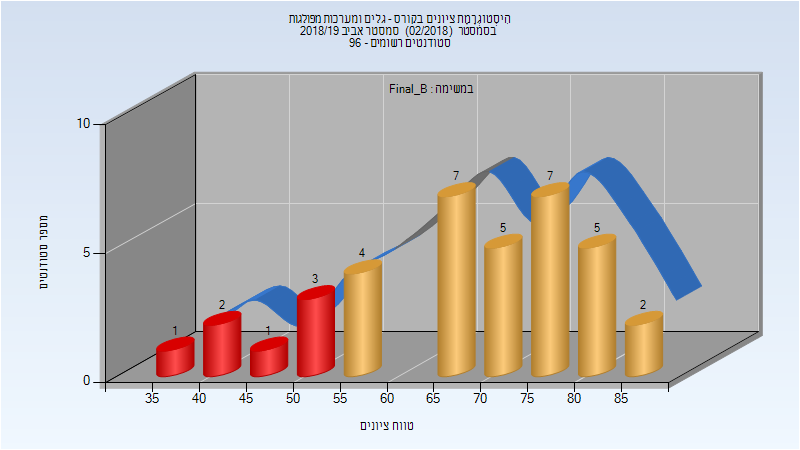 היסטוגרמת ציונים בקורס - גלים ומערכות מפולגות
בסמסטר (02/2018) סמסטר אביב 2018/19
סטודנטים רשומים - 96
במשימה : Final_B
מספר סטודנטים
10
5
0
1
2
1
3
4
7
5
7
5
2
35 40 45 50 55 60 65 70 75 80 85
טווח ציונים